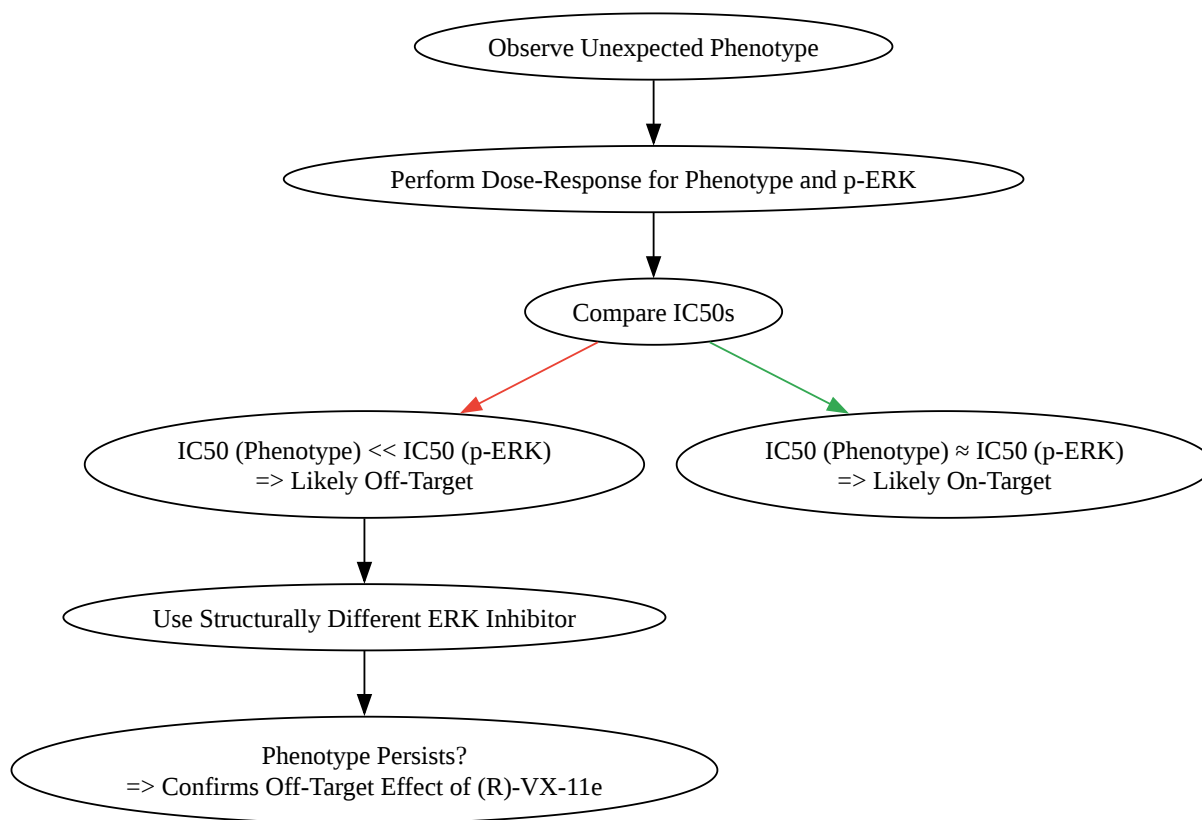 Observe Unexpected Phenotype
Perform Dose-Response for Phenotype and p-ERK
Compare IC50s
IC50 (Phenotype) << IC50 (p-ERK)
=> Likely Off-Target
IC50 (Phenotype) ≈ IC50 (p-ERK)
=> Likely On-Target
Use Structurally Different ERK Inhibitor
Phenotype Persists?
=> Confirms Off-Target Effect of (R)-VX-11e